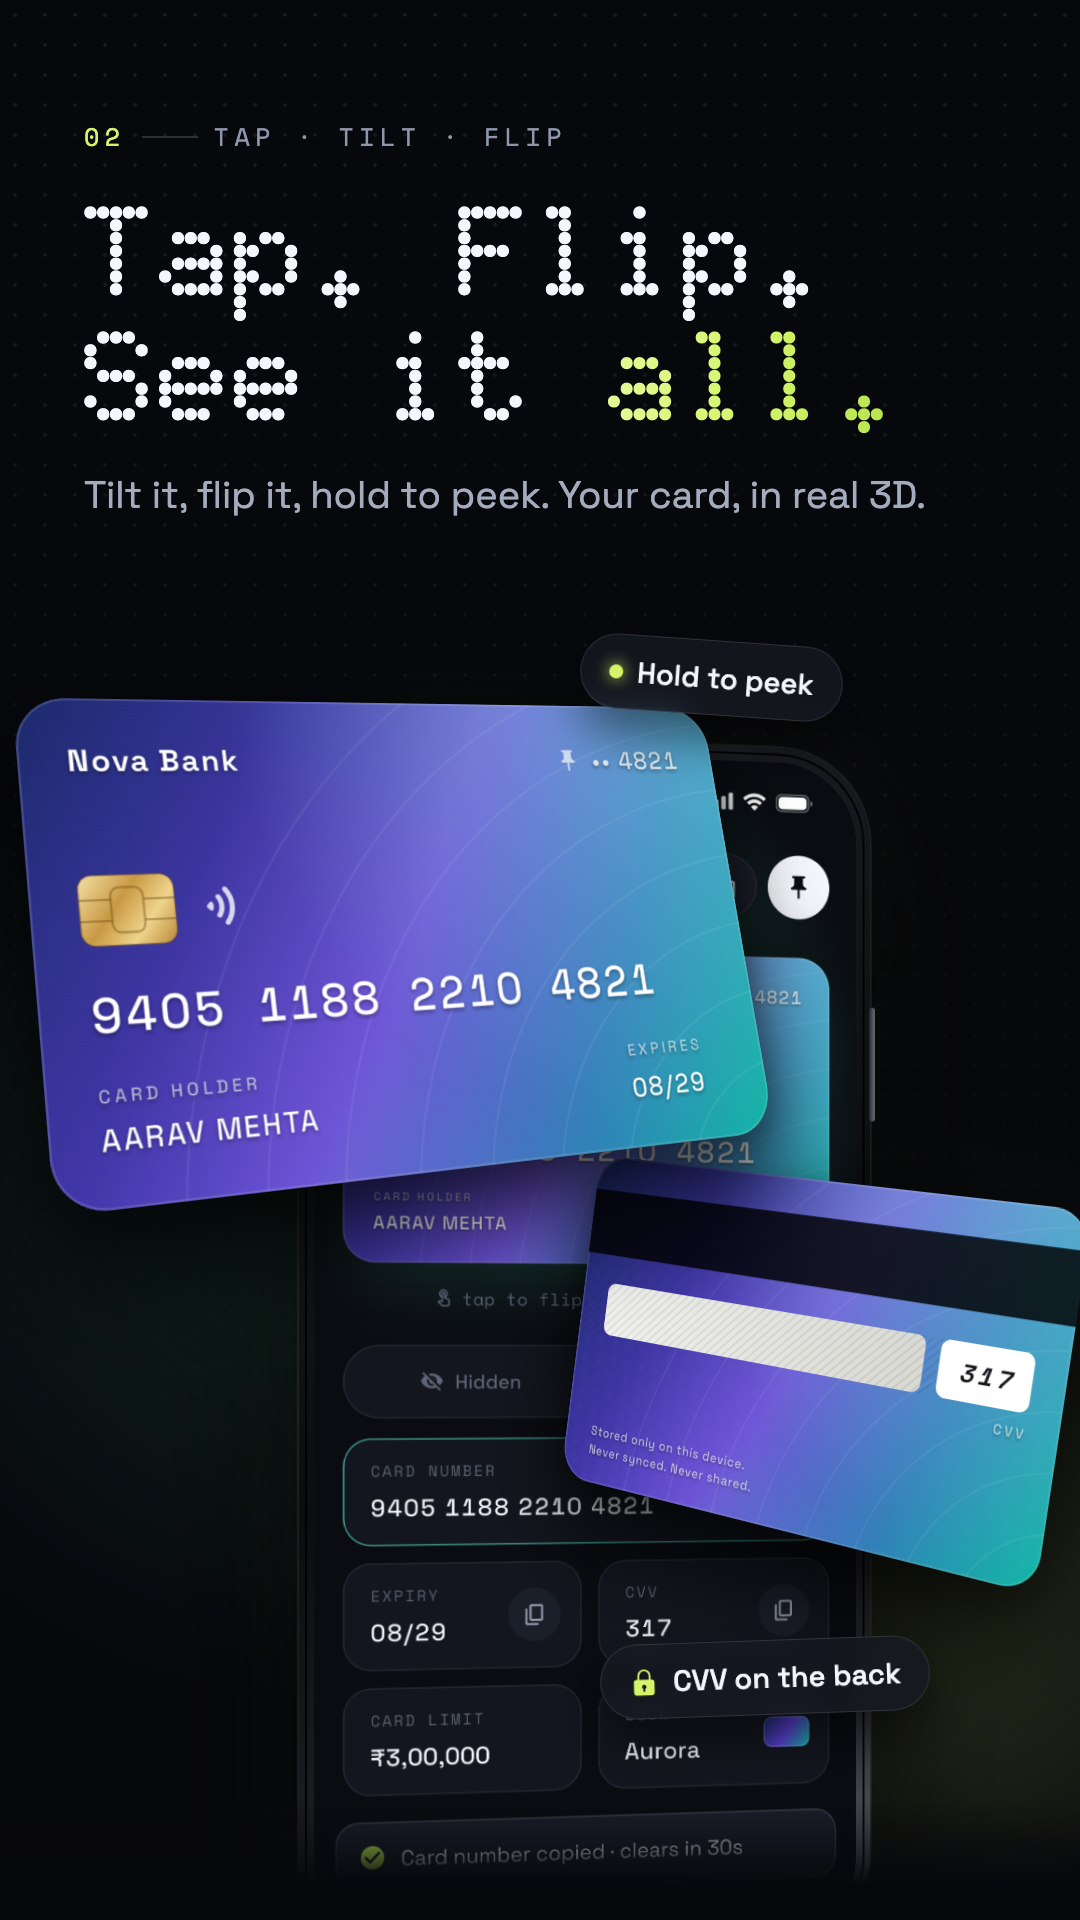 02 — TAP · TILT · FLIP
Tap. Flip.
See it all.
Tilt it, flip it, hold to peek. Your card, in real 3D.
Hold to peek
Nova Bank
•• 4821
9405 1188 2210 4821
EXPIRES
08/29
CARD HOLDER
AARAV MEHTA
4821
2210 4821
CARD HOLDER
AARAV MEHTA
tap to flip
317
CVV
Stored only on this device.
Never synced. Never shared.
Hidden
CARD NUMBER
9405 1188 2210 4821
EXPIRY
08/29
CVV
317
CVV on the back
CARD LIMIT
₹3,00,000
Aurora
Card number copied · clears in 30s